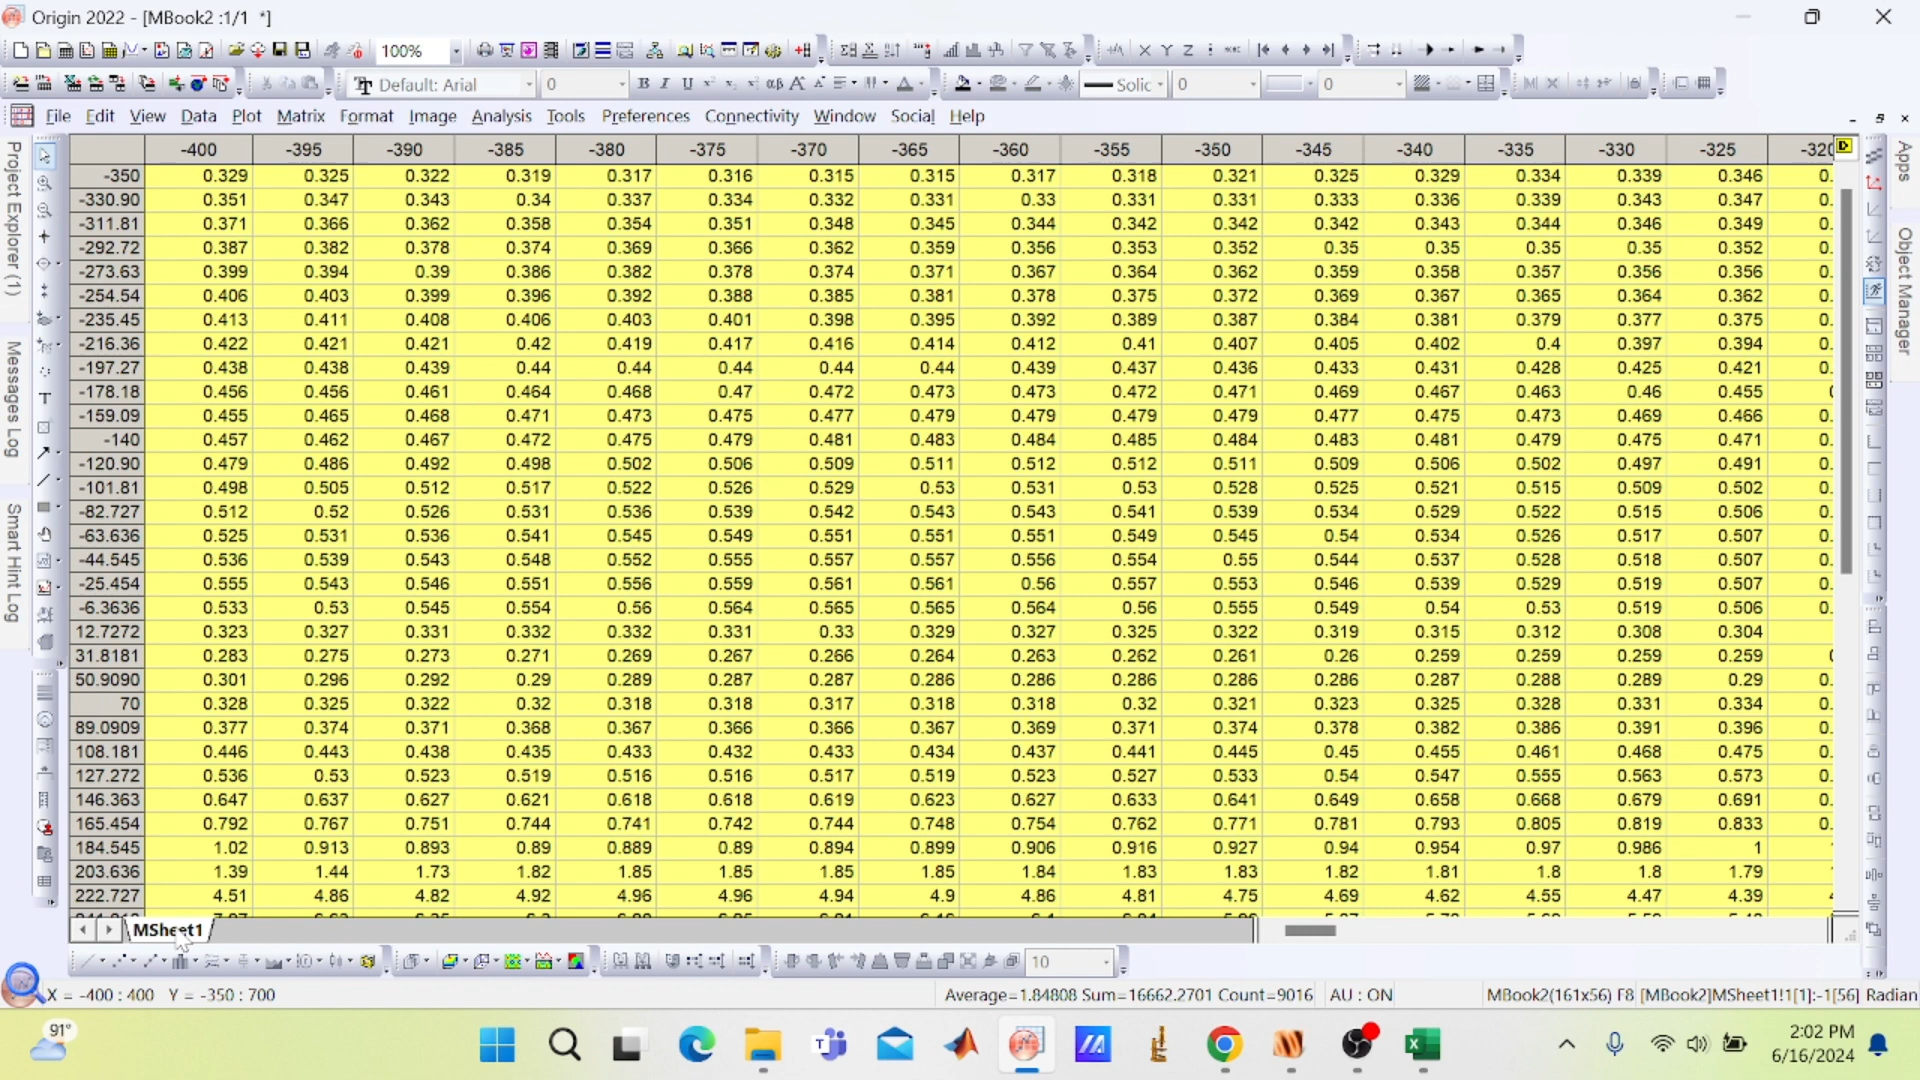 Origin 2022 - [MBook2 :1/1 *]
100%
Default: Arial 0 B I U Solic 0 0
File Edit View Data Plot Matrix Format Image Analysis Tools Preferences Connectivity Window Social Help
-400 -395 -390 -385 -380 -375 -370 -365 -360 -355 -350 -345 -340 -335 -330 -325 -320
-350 0.329 0.325 0.322 0.319 0.317 0.316 0.315 0.315 0.317 0.318 0.321 0.325 0.329 0.334 0.339 0.346 0.
-330.90 0.351 0.347 0.343 0.34 0.337 0.334 0.332 0.331 0.33 0.331 0.331 0.333 0.336 0.339 0.343 0.347 0.
-311.81 0.371 0.366 0.362 0.358 0.354 0.351 0.348 0.345 0.344 0.342 0.342 0.342 0.343 0.344 0.346 0.349 0.
-292.72 0.387 0.382 0.378 0.374 0.369 0.366 0.362 0.359 0.356 0.353 0.352 0.35 0.35 0.35 0.35 0.352 0.
-273.63 0.399 0.394 0.39 0.386 0.382 0.378 0.374 0.371 0.367 0.364 0.362 0.359 0.358 0.357 0.356 0.356 0.
-254.54 0.406 0.403 0.399 0.396 0.392 0.388 0.385 0.381 0.378 0.375 0.372 0.369 0.367 0.365 0.364 0.362 0.
-235.45 0.413 0.411 0.408 0.406 0.403 0.401 0.398 0.395 0.392 0.389 0.387 0.384 0.381 0.379 0.377 0.375 0.
-216.36 0.422 0.421 0.421 0.42 0.419 0.417 0.416 0.414 0.412 0.41 0.407 0.405 0.402 0.4 0.397 0.394 0.
-197.27 0.438 0.438 0.439 0.44 0.44 0.44 0.44 0.44 0.439 0.437 0.436 0.433 0.431 0.428 0.425 0.421 0.
-178.18 0.456 0.456 0.461 0.464 0.468 0.47 0.472 0.473 0.473 0.472 0.471 0.469 0.467 0.463 0.46 0.455
-159.09 0.455 0.465 0.468 0.471 0.473 0.475 0.477 0.479 0.479 0.479 0.479 0.477 0.475 0.473 0.469 0.466 0.
-140 0.457 0.462 0.467 0.472 0.475 0.479 0.481 0.483 0.484 0.485 0.484 0.483 0.481 0.479 0.475 0.471 0.
-120.90 0.479 0.486 0.492 0.498 0.502 0.506 0.509 0.511 0.512 0.512 0.511 0.509 0.506 0.502 0.497 0.491 0.
-101.81 0.498 0.505 0.512 0.517 0.522 0.526 0.529 0.53 0.531 0.53 0.528 0.525 0.521 0.515 0.509 0.502 0.
-82.727 0.512 0.52 0.526 0.531 0.536 0.539 0.542 0.543 0.543 0.541 0.539 0.534 0.529 0.522 0.515 0.506 0.
-63.636 0.525 0.531 0.536 0.541 0.545 0.549 0.551 0.551 0.551 0.549 0.545 0.54 0.534 0.526 0.517 0.507 0.
-44.545 0.536 0.539 0.543 0.548 0.552 0.555 0.557 0.557 0.556 0.554 0.55 0.544 0.537 0.528 0.518 0.507 0.
-25.454 0.555 0.543 0.546 0.551 0.556 0.559 0.561 0.561 0.56 0.557 0.553 0.546 0.539 0.529 0.519 0.507 0.
-6.3636 0.533 0.53 0.545 0.554 0.56 0.564 0.565 0.565 0.564 0.56 0.555 0.549 0.54 0.53 0.519 0.506 0.
12.7272 0.323 0.327 0.331 0.332 0.332 0.331 0.33 0.329 0.327 0.325 0.322 0.319 0.315 0.312 0.308 0.304
31.8181 0.283 0.275 0.273 0.271 0.269 0.267 0.266 0.264 0.263 0.262 0.261 0.26 0.259 0.259 0.259 0.259
50.9090 0.301 0.296 0.292 0.29 0.289 0.287 0.287 0.286 0.286 0.286 0.286 0.286 0.287 0.288 0.289 0.29 0.
70 0.328 0.325 0.322 0.32 0.318 0.318 0.317 0.318 0.318 0.32 0.321 0.323 0.325 0.328 0.331 0.334 0.
89.0909 0.377 0.374 0.371 0.368 0.367 0.366 0.366 0.367 0.369 0.371 0.374 0.378 0.382 0.386 0.391 0.396 0.
108.181 0.446 0.443 0.438 0.435 0.433 0.432 0.433 0.434 0.437 0.441 0.445 0.45 0.455 0.461 0.468 0.475 0.
127.272 0.536 0.53 0.523 0.519 0.516 0.516 0.517 0.519 0.523 0.527 0.533 0.54 0.547 0.555 0.563 0.573 0.
146.363 0.647 0.637 0.627 0.621 0.618 0.618 0.619 0.623 0.627 0.633 0.641 0.649 0.658 0.668 0.679 0.691 0.
165.454 0.792 0.767 0.751 0.744 0.741 0.742 0.744 0.748 0.754 0.762 0.771 0.781 0.793 0.805 0.819 0.833 0.
184.545 1.02 0.913 0.893 0.89 0.889 0.89 0.894 0.899 0.906 0.916 0.927 0.94 0.954 0.97 0.986 1
203.636 1.39 1.44 1.73 1.82 1.85 1.85 1.85 1.85 1.84 1.83 1.83 1.82 1.81 1.8 1.8 1.79
222.727 4.51 4.86 4.82 4.92 4.96 4.96 4.94 4.9 4.86 4.81 4.75 4.69 4.62 4.55 4.47 4.39
MSheet1
10
X = -400 : 400 Y = -350 : 700 Average=1.84808 Sum=16662.2701 Count=9016 AU : ON MBook2(161x56) F8 [MBook2]MSheet1!1[1]:-1[56] Radian
Project Explorer (1)
Messages Log
Smart Hint Log
Apps
Object Manager
91°
2:02 PM
6/16/2024